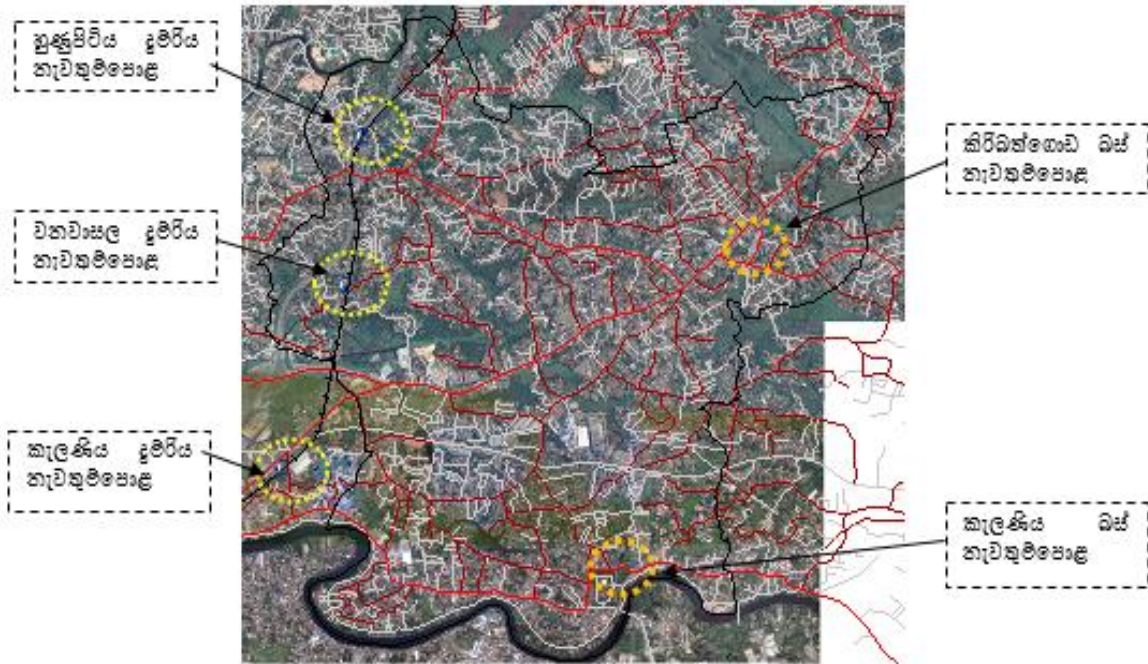 හුණුපිටිය දුම්රිය
නැවතුම්පොළ
වනවාසල දුම්රිය
නැවතුම්පොළ
කැලණිය දුම්රිය
නැවතුම්පොළ
කිරිබත්ගොඩ බස්
නැවතුම්පොළ
කැලණිය බස්
නැවතුම්පොළ